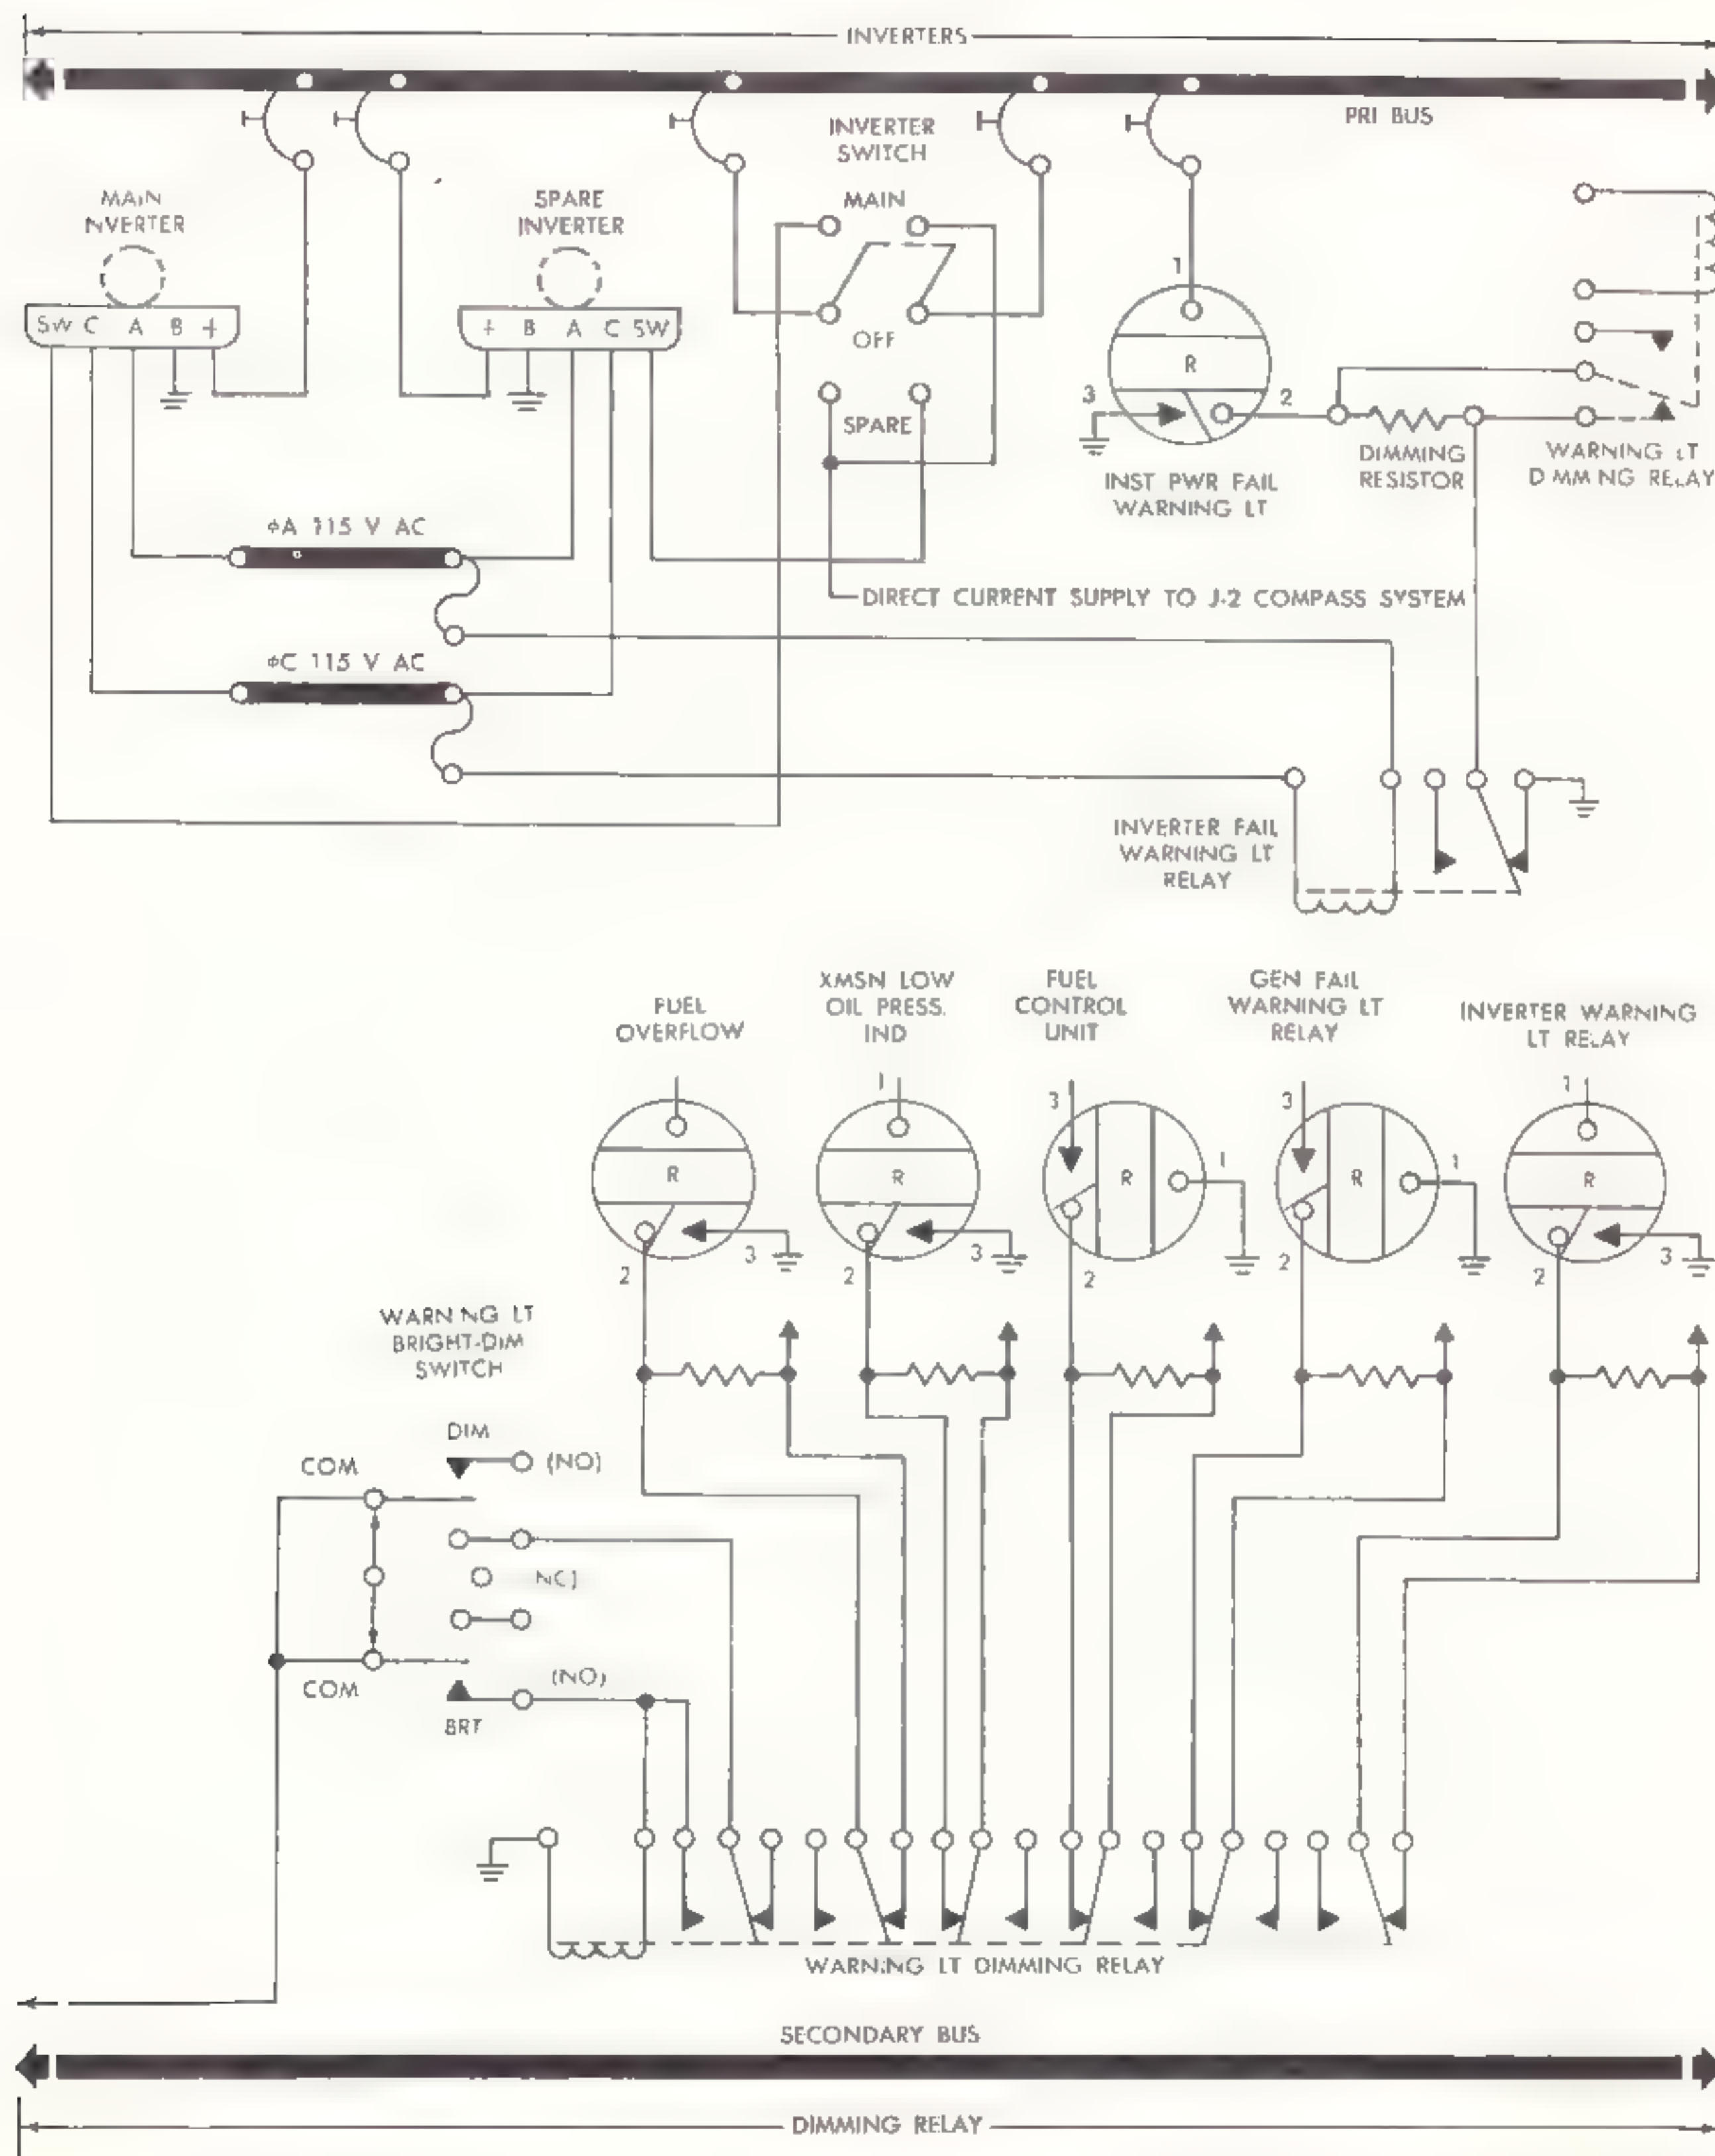 INVERTERS
PRI BUS
INVERTER
SWITCH
MAIN
NVERTER
SPARE
INVERTER
MAIN
OFF
SPARE
SW C A B +
+ B A C SW
1
R
3
2
INST PWR FAIL
WARNING LT
DIMMING
RESISTOR
WARNING LT
D MM NG RELAY
φA 115 V AC
DIRECT CURRENT SUPPLY TO J-2 COMPASS SYSTEM
φC 115 V AC
INVERTER FAIL
WARNING LT
RELAY
FUEL
OVERFLOW
XMSN LOW
OIL PRESS.
IND
FUEL
CONTROL
UNIT
GEN FAIL
WARNING LT
RELAY
INVERTER WARNING
LT RELAY
R
3
2
1
R
3
2
3
R
1
2
3
R
1
2
1
R
3
2
WARN NG LT
BRIGHT-DIM
SWITCH
DIM
(NO)
COM
NC)
COM
(NO)
BRT
WARNING LT DIMMING RELAY
SECONDARY BUS
DIMMING RELAY